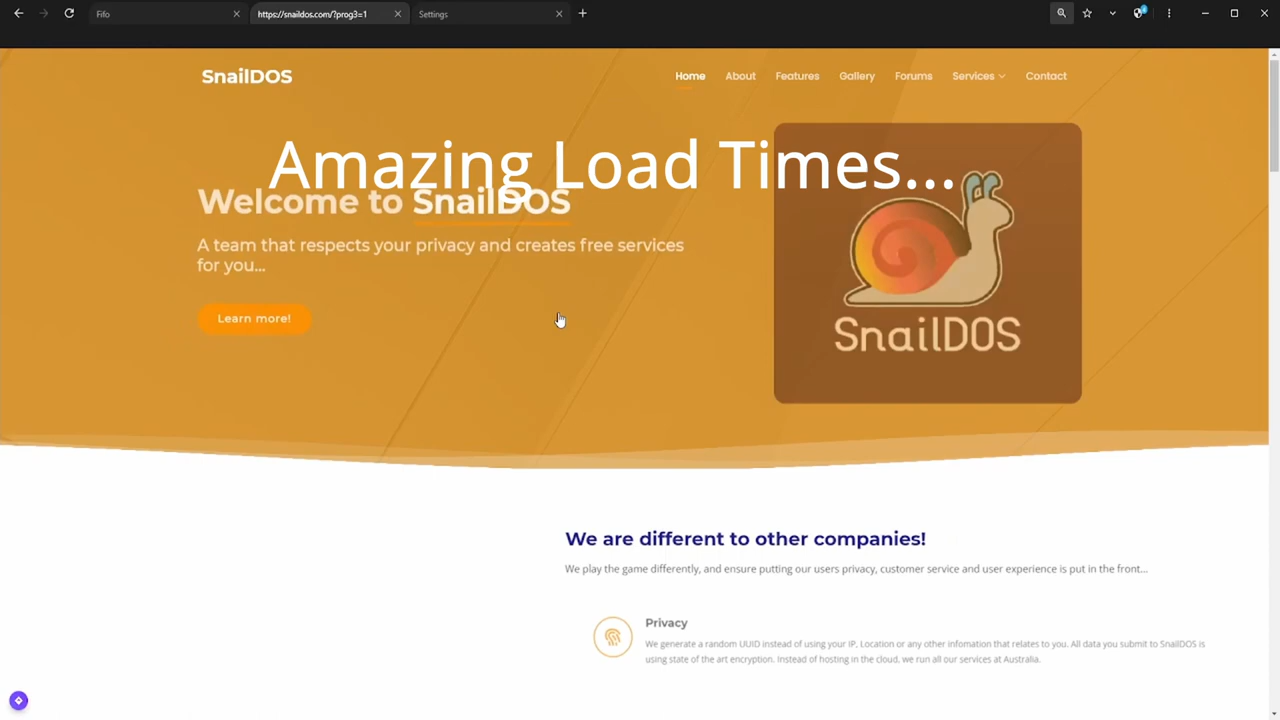 Fifo
https://snaildos.com/?prog3=1
Settings
4
SnailDOS
Home
About
Features
Gallery
Forums
Services
Contact
Amazing Load Times...
Welcome to SnailDOS
A team that respects your privacy and creates free services
for you...
Learn more!
SnailDOS
We are different to other companies!
We play the game differently, and ensure putting our users privacy, customer service and user experience is put in the front...
Privacy
We generate a random UUID instead of using your IP, Location or any other infomation that relates to you. All data you submit to SnailDOS is
using state of the art encryption. Instead of hosting in the cloud, we run all our services at Australia.